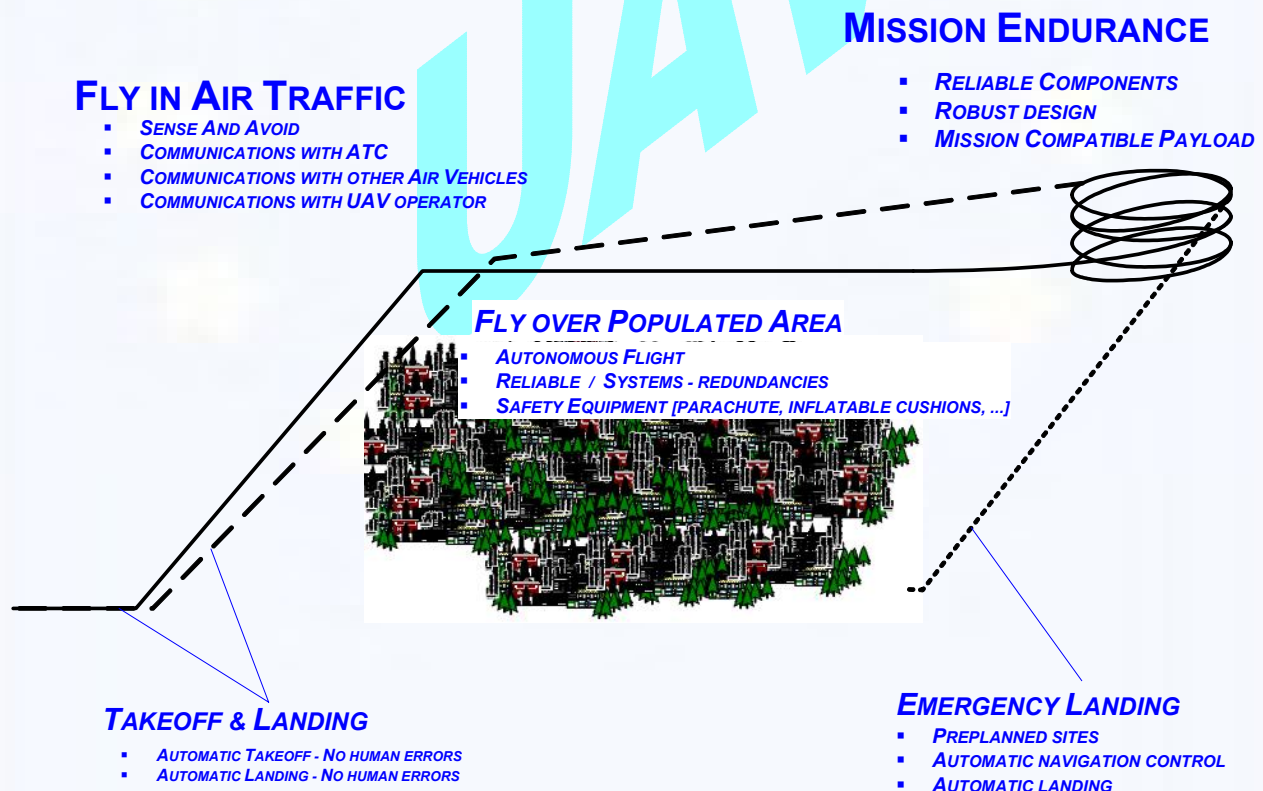 MISSION ENDURANCE
▪ RELIABLE COMPONENTS
▪ ROBUST DESIGN
▪ MISSION COMPATIBLE PAYLOAD
FLY IN AIR TRAFFIC
▪ SENSE AND AVOID
▪ COMMUNICATIONS WITH ATC
▪ COMMUNICATIONS WITH OTHER AIR VEHICLES
▪ COMMUNICATIONS WITH UAV OPERATOR
UAV
FLY OVER POPULATED AREA
▪ AUTONOMOUS FLIGHT
▪ RELIABLE / SYSTEMS - REDUNDANCIES
▪ SAFETY EQUIPMENT [PARACHUTE, INFLATABLE CUSHIONS, ...]
TAKEOFF & LANDING
▪ AUTOMATIC TAKEOFF - NO HUMAN ERRORS
▪ AUTOMATIC LANDING - NO HUMAN ERRORS
EMERGENCY LANDING
▪ PREPLANNED SITES
▪ AUTOMATIC NAVIGATION CONTROL
▪ AUTOMATIC LANDING